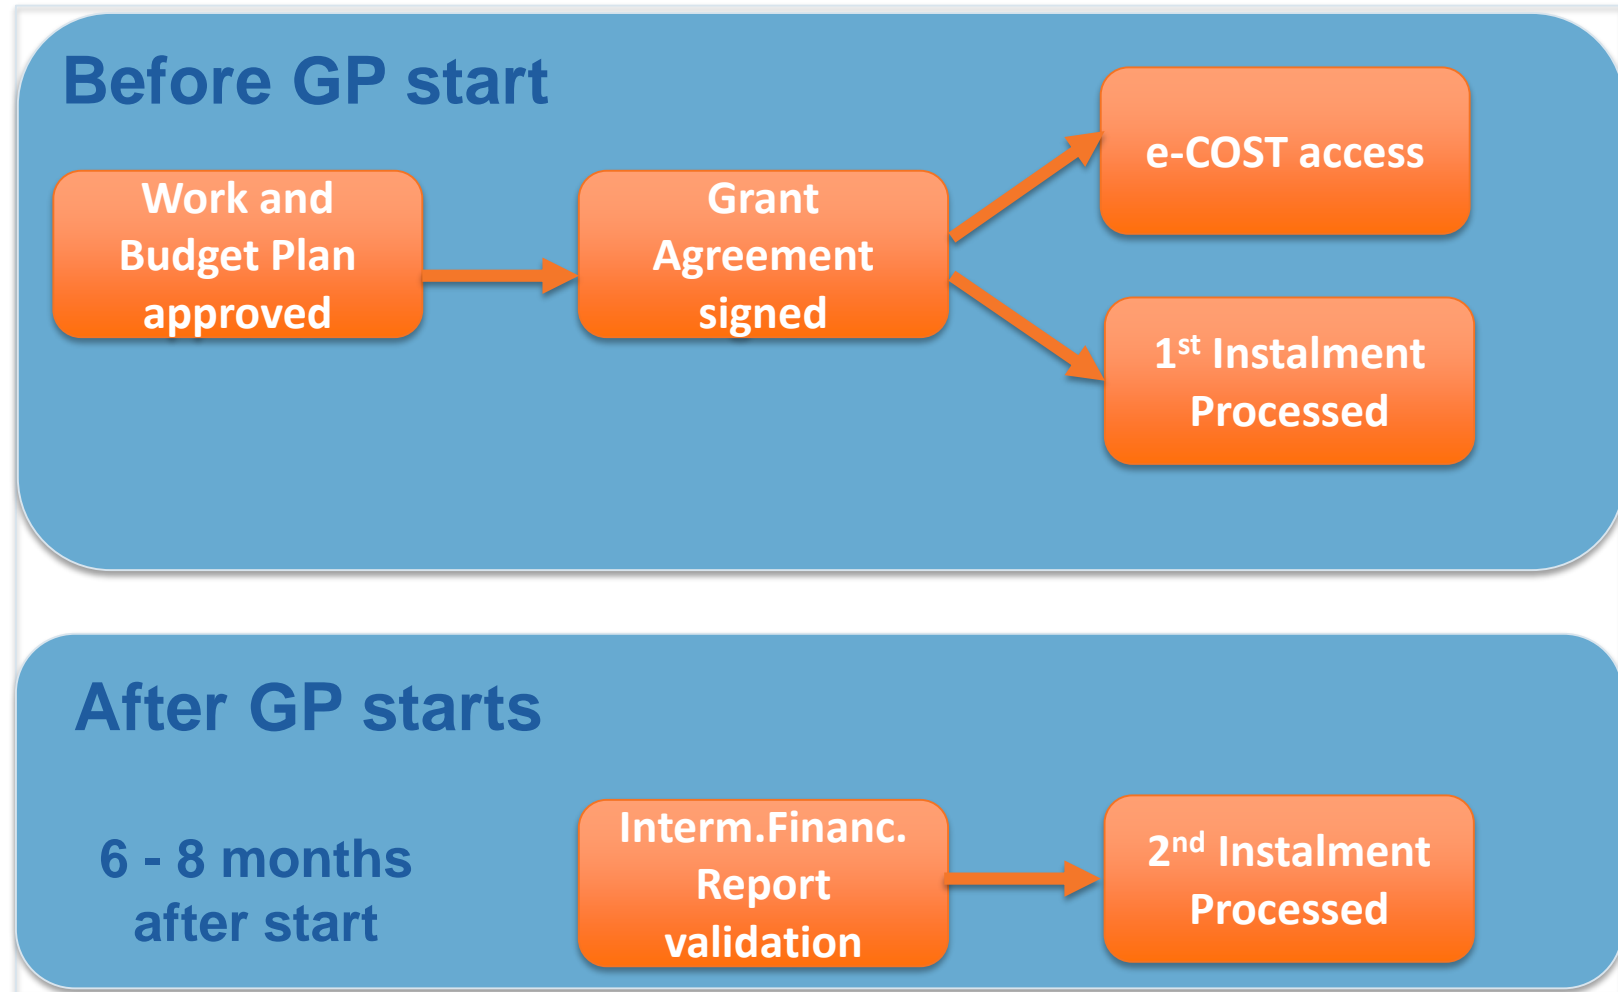 Before GP start
Work and
Budget Plan
approved
Grant
Agreement
signed
e-COST access
1st Instalment
Processed
After GP starts
6 - 8 months
after start
Interm.Financ.
Report
validation
2nd Instalment
Processed